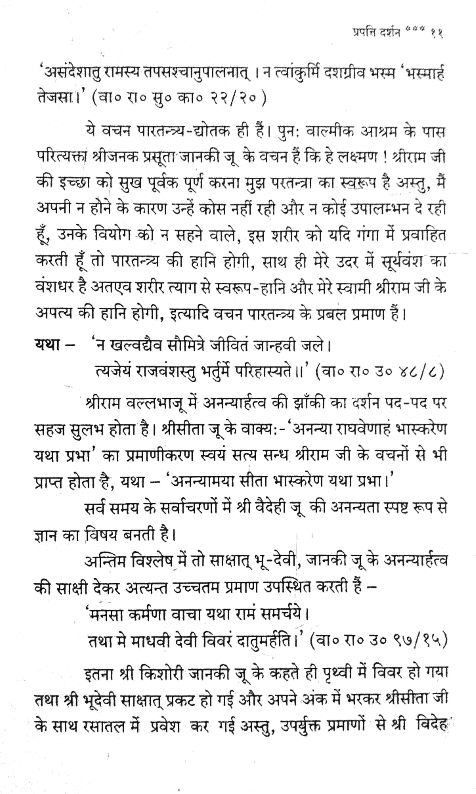 प्रपत्ति दर्शन *** ११
‘असंदेशातु रामस्य तपसश्चानुपालनात् । न त्वांकुर्मि दशग्रीव भस्म ‘भस्मार्ह
तेजसा।’ (वा० रा० सु० का० २२/२०)
ये वचन पारतन्त्र्य-द्योतक ही हैं। पुनः वाल्मीक आश्रम के पास
परित्यक्ता श्रीजनक प्रसूता जानकी जू के वचन हैं कि हे लक्ष्मण ! श्रीराम जी
की इच्छा को सुख पूर्वक पूर्ण करना मुझ परतन्त्रा का स्वरूप है अस्तु, मैं
अपनी न होने के कारण उन्हें कोस नहीं रही और न कोई उपालम्भन दे रही
हूँ, उनके वियोग को न सहने वाले, इस शरीर को यदि गंगा में प्रवाहित
करती हूँ तो पारतन्त्र्य की हानि होगी, साथ ही मेरे उदर में सूर्यवंश का
वंशधर है अतएव शरीर त्याग से स्वरूप-हानि और मेरे स्वामी श्रीराम जी के
अपत्य की हानि होगी, इत्यादि वचन पारतन्त्र्य के प्रबल प्रमाण हैं।
यथा – ‘न खल्वद्यैव सौमित्रे जीवितं जान्हवी जले।
त्यजेयं राजवंशस्तु भर्तुर्मे परिहास्यते॥’ (वा० रा० उ० ४८/८)
श्रीराम वल्लभाजू में अनन्यार्हत्व की झाँकी का दर्शन पद-पद पर
सहज सुलभ होता है। श्रीसीता जू के वाक्य:-‘अनन्या राघवेणाहं भास्करेण
यथा प्रभा’ का प्रमाणीकरण स्वयं सत्य सन्ध श्रीराम जी के वचनों से भी
प्राप्त होता है, यथा – ‘अनन्यामया सीता भास्करेण यथा प्रभा।’
सर्व समय के सर्वाचरणों में श्री वैदेही जू की अनन्यता स्पष्ट रूप से
ज्ञान का विषय बनती है।
अन्तिम विश्लेष में तो साक्षात् भू-देवी, जानकी जू के अनन्यार्हत्व
की साक्षी देकर अत्यन्त उच्चतम प्रमाण उपस्थित करती हैं –
‘मनसा कर्मणा वाचा यथा रामं समर्चये।
तथा मे माधवी देवी विवरं दातुमर्हति।’ (वा० रा० उ० ९७/१५)
इतना श्री किशोरी जानकी जू के कहते ही पृथ्वी में विवर हो गया
तथा श्री भूदेवी साक्षात् प्रकट हो गई और अपने अंक में भरकर श्रीसीता जी
के साथ रसातल में प्रवेश कर गई अस्तु, उपर्युक्त प्रमाणों से श्री विदेह